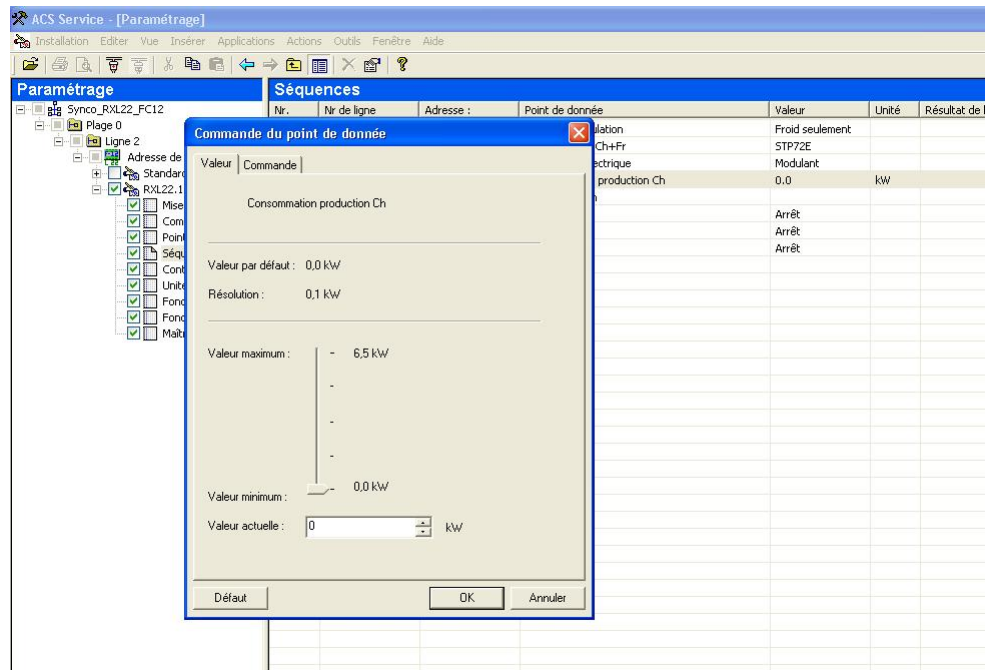 ACS Service - [Paramétrage]
Installation Editer Vue Insérer Applications Actions Outils Fenêtre Aide
Paramétrage
Séquences
Synco_RXL22_FC12
Plage 0
Ligne 2
Adresse de
Standard
RXL22.1
Mise
Com
Point
Séqu
Cont
Unité
Fonc
Fonc
Maît
Nr. Nr de ligne Adresse : Point de donnée Valeur Unité Résultat de l
ulation Froid seulement
Ch+Fr STP72E
ectrique Modulant
production Ch 0.0 kW
Arrêt
Arrêt
Arrêt
Commande du point de donnée
Valeur Commande
Consommation production Ch
Valeur par défaut : 0,0 kW
Résolution : 0,1 kW
Valeur maximum : - 6,5 kW
Valeur minimum : - 0,0 kW
Valeur actuelle : 0 kW
Défaut OK Annuler